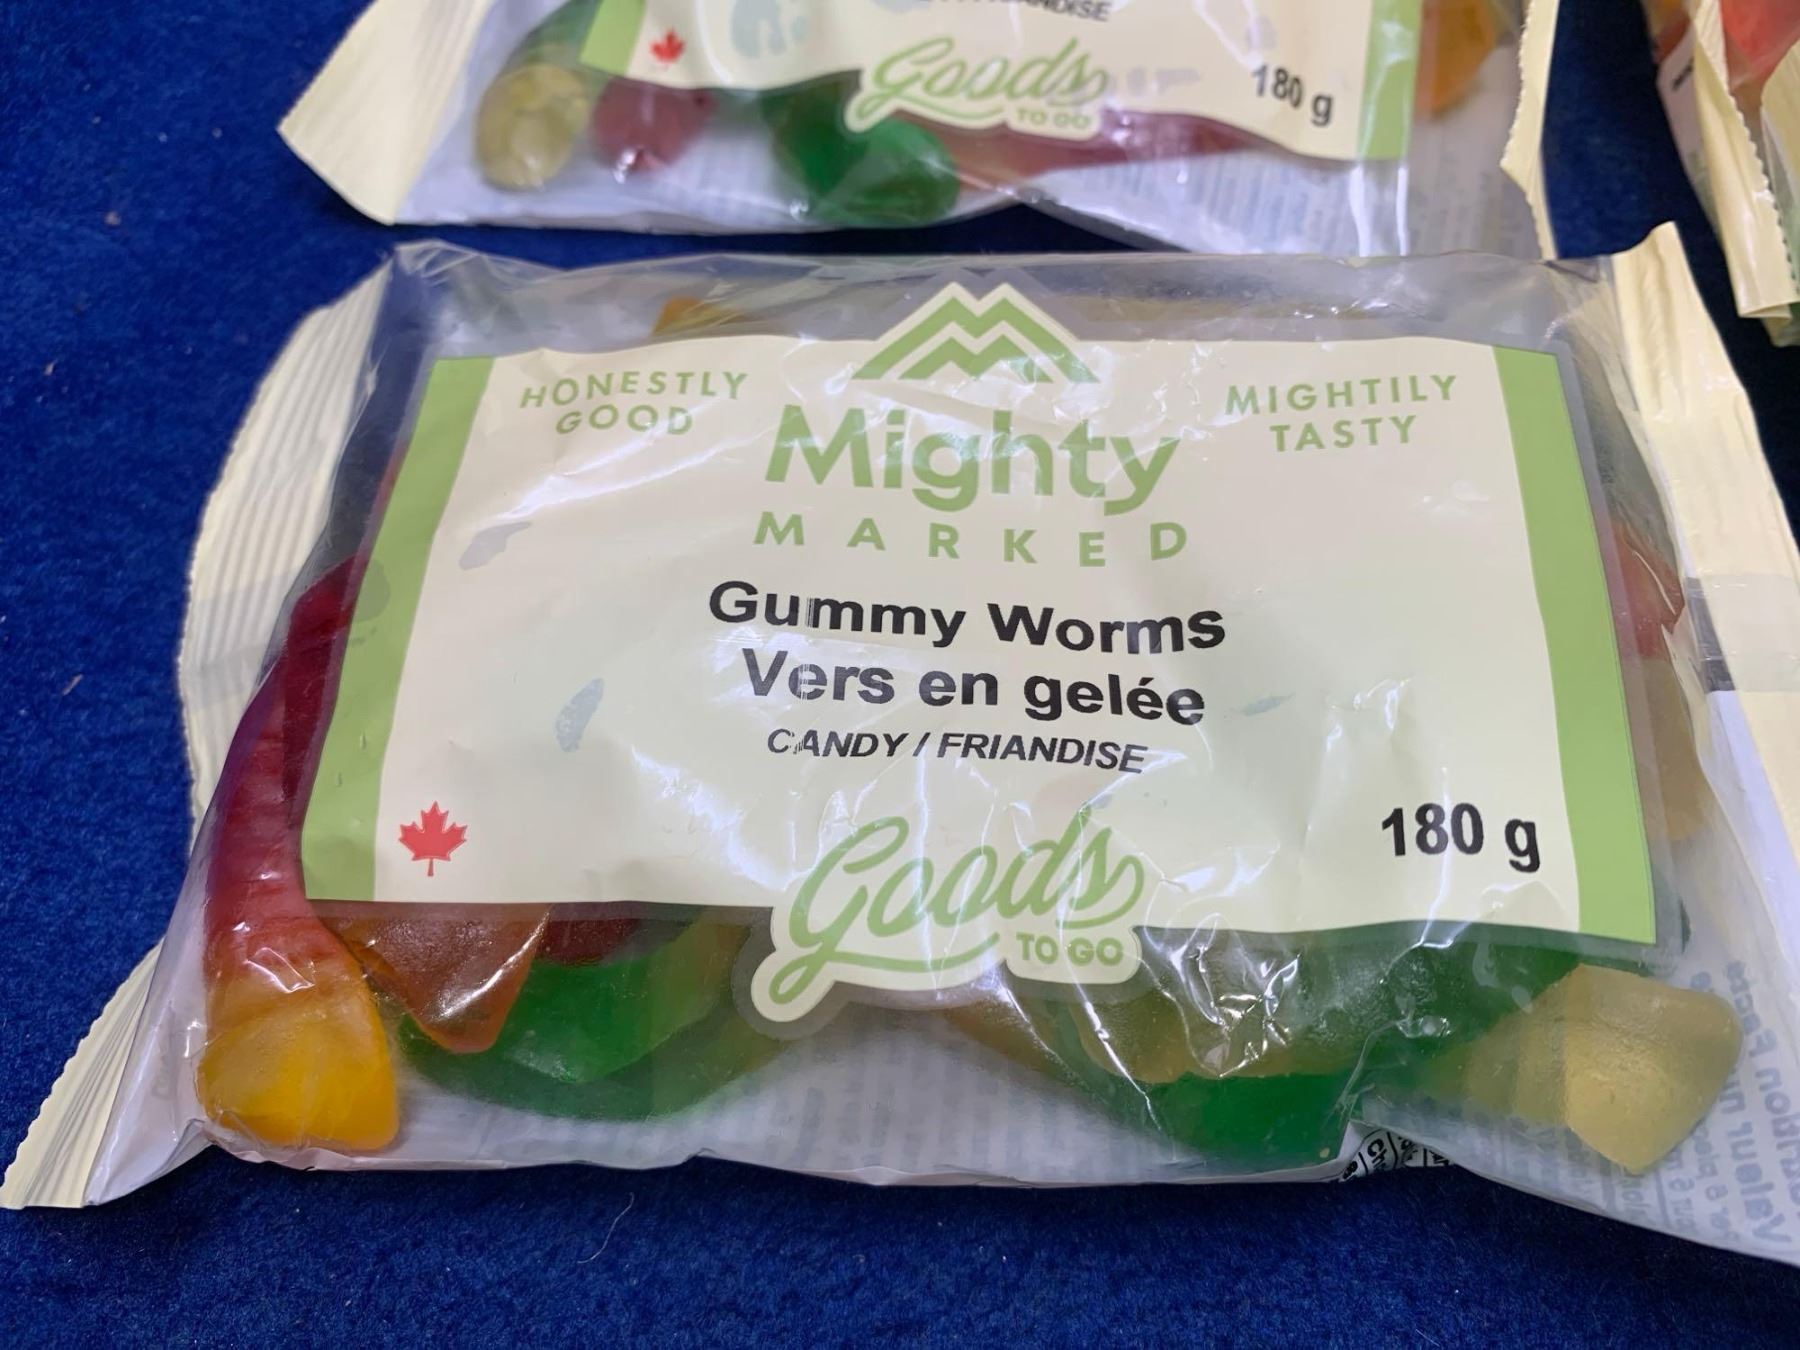 Goods
TO GO
180 g
HONESTLY
GOOD
Mighty
MARKED
MIGHTILY
TASTY
Gummy Worms
Vers en gelée
CANDY / FRIANDISE
180 g
Goods
TO GO